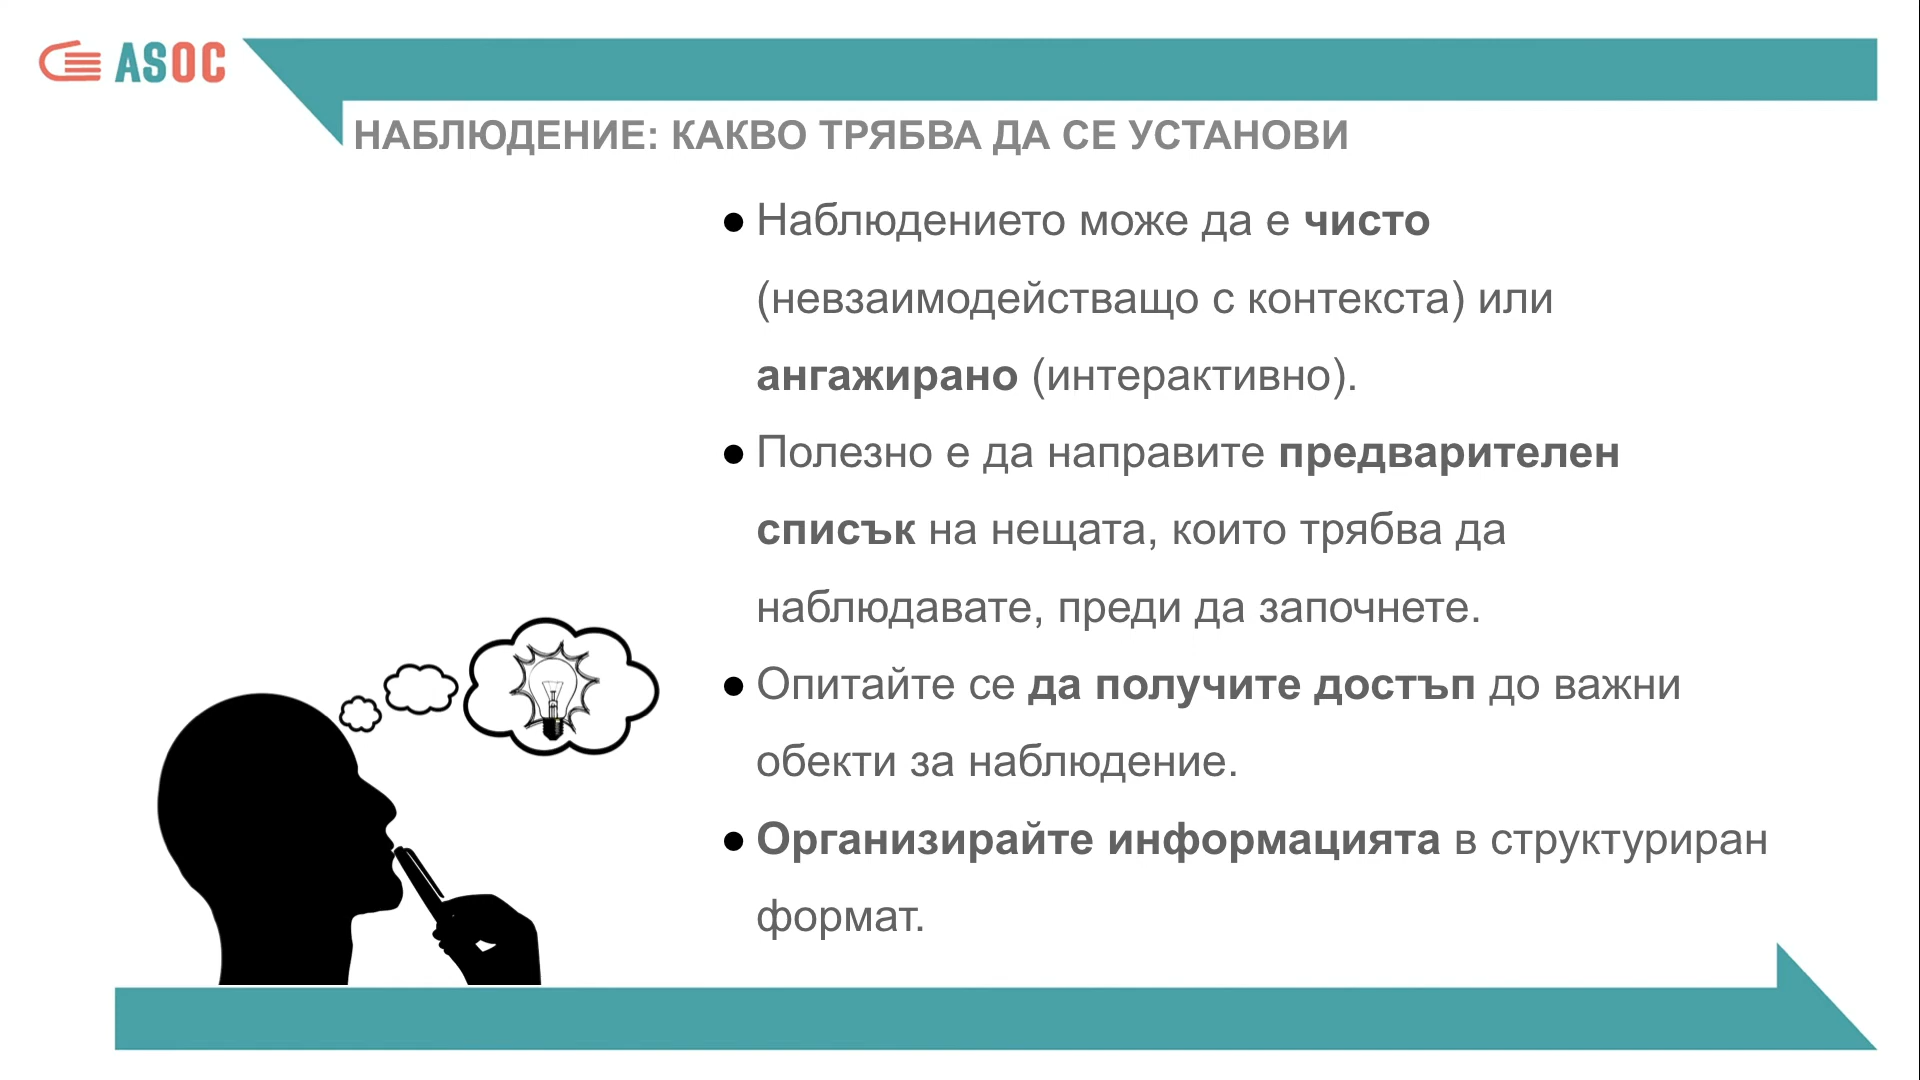 ASOC
НАБЛЮДЕНИЕ: КАКВО ТРЯБВА ДА СЕ УСТАНОВИ
● Наблюдението може да е чисто
(невзаимодействащо с контекста) или
ангажирано (интерактивно).
● Полезно е да направите предварителен
списък на нещата, които трябва да
наблюдавате, преди да започнете.
● Опитайте се да получите достъп до важни
обекти за наблюдение.
● Организирайте информацията в структуриран
формат.